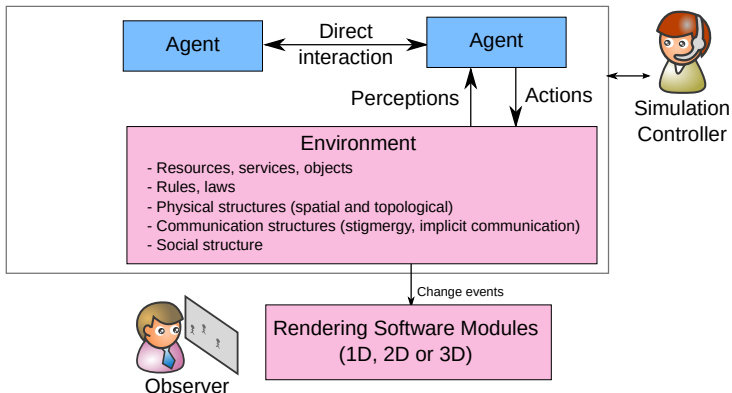 Agent
Direct
interaction
Agent
Perceptions
Actions
Simulation
Controller
Environment
- Resources, services, objects
- Rules, laws
- Physical structures (spatial and topological)
- Communication structures (stigmergy, implicit communication)
- Social structure
Change events
Rendering Software Modules
(1D, 2D or 3D)
Observer